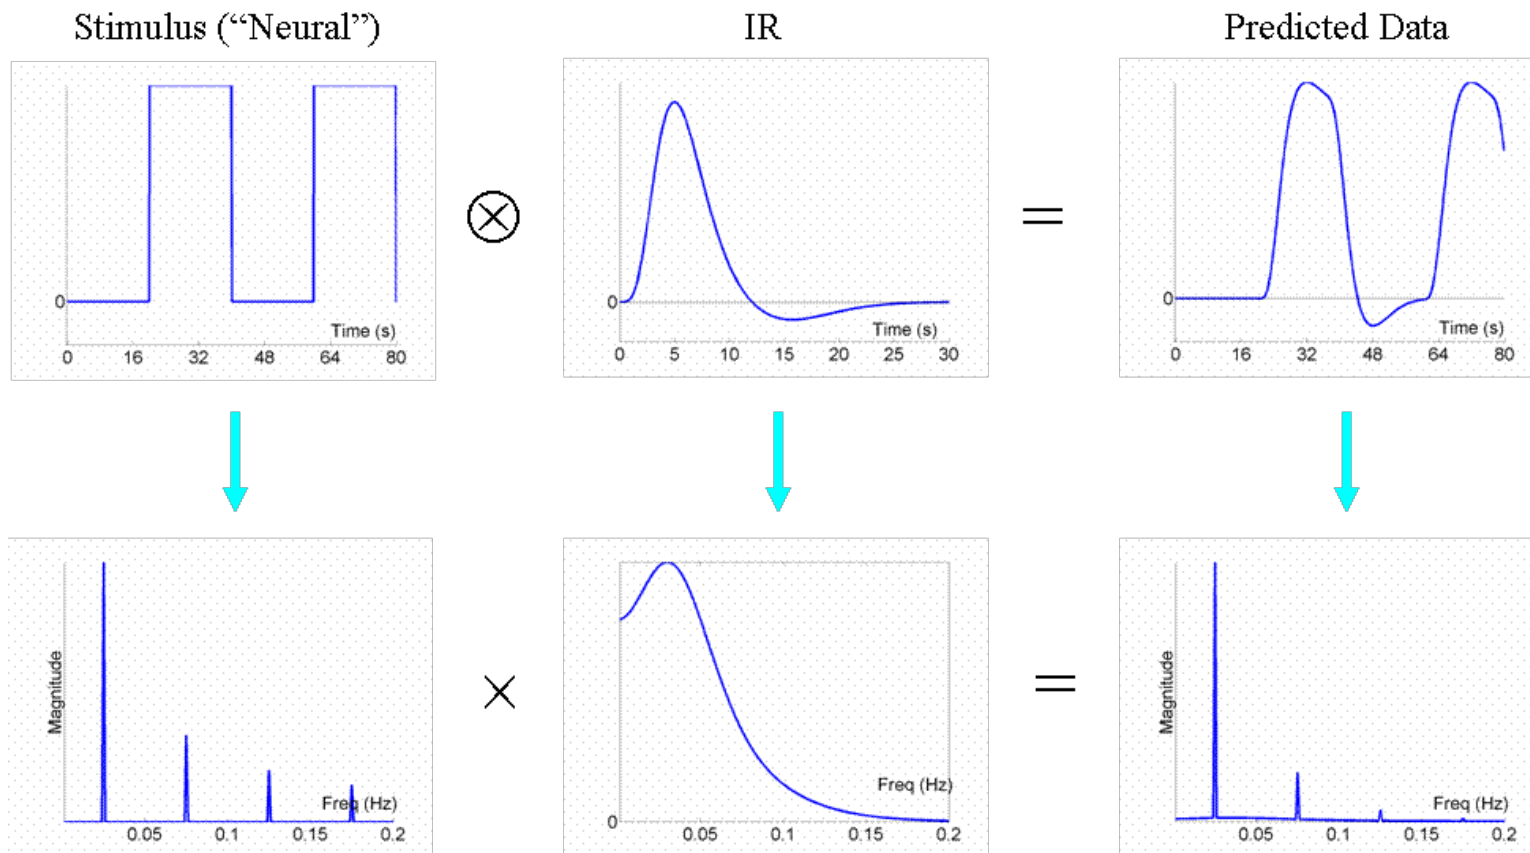 Stimulus (“Neural”)
IR
Predicted Data
0
Time (s)
0 16 32 48 64 80
⊗
0
Time (s)
0 5 10 15 20 25 30
=
0
Time (s)
0 16 32 48 64 80
Magnitude
Freq (Hz)
0.05 0.1 0.15 0.2
×
0
Freq (Hz)
0.05 0.1 0.15 0.2
=
Magnitude
Freq (Hz)
0.05 0.1 0.15 0.2